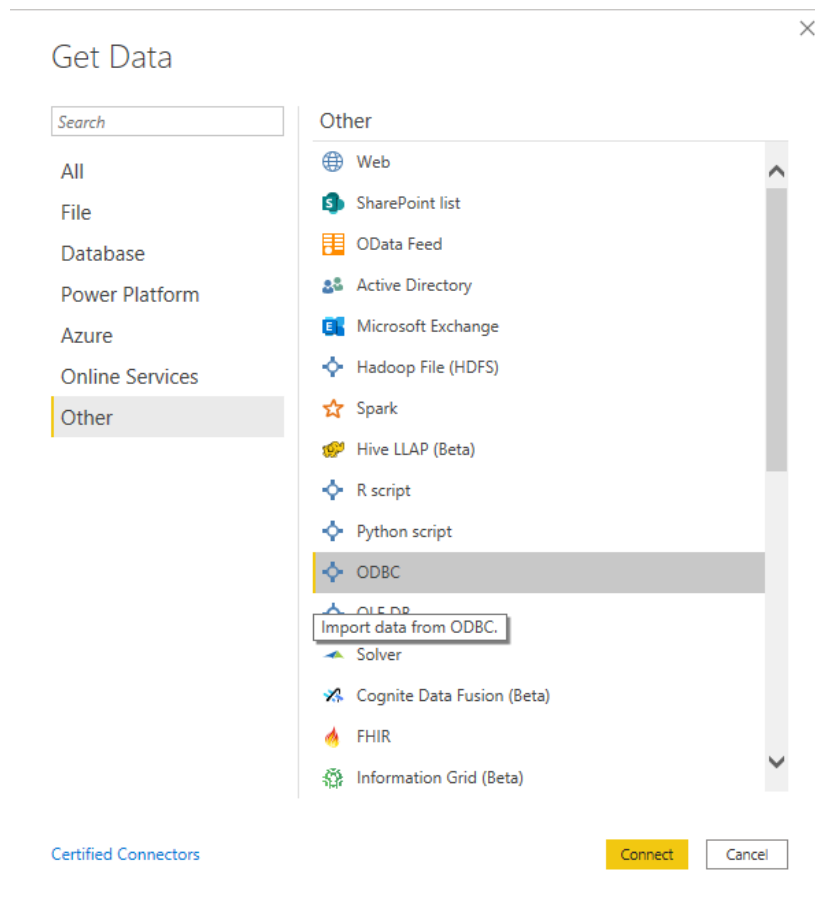 Get Data
Search
All
File
Database
Power Platform
Azure
Online Services
Other
Other
Web
SharePoint list
OData Feed
Active Directory
Microsoft Exchange
Hadoop File (HDFS)
Spark
Hive LLAP (Beta)
R script
Python script
ODBC
OLE DB
Import data from ODBC.
Solver
Cognite Data Fusion (Beta)
FHIR
Information Grid (Beta)
Certified Connectors
Connect
Cancel